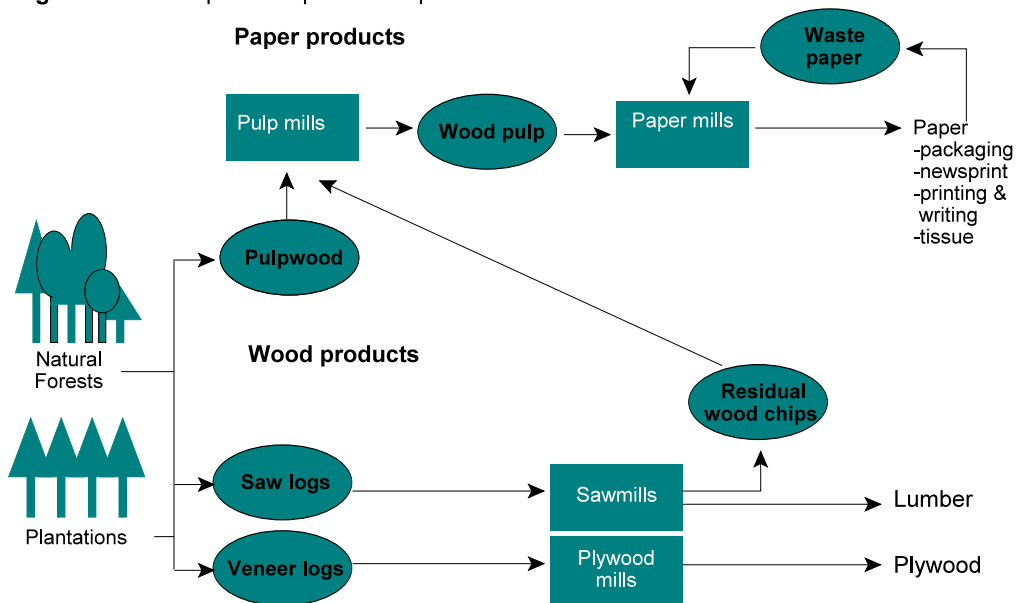 Paper products
Waste
paper
Pulp mills
Wood pulp
Paper mills
Paper
-packaging
-newsprint
-printing &
writing
-tissue
Pulpwood
Natural
Forests
Wood products
Residual
wood chips
Saw logs
Sawmills
Lumber
Plantations
Veneer logs
Plywood
mills
Plywood